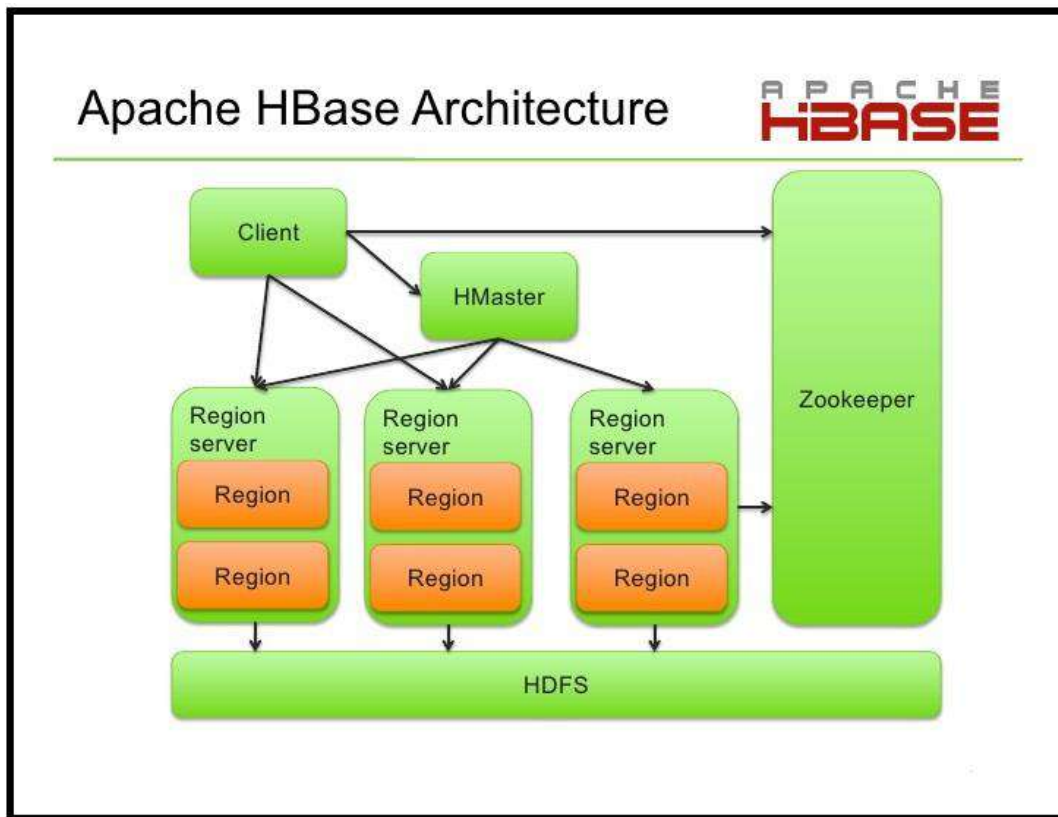 Apache HBase Architecture
APACHE
HBASE
Client
HMaster
Zookeeper
Region
server
Region
server
Region
server
Region
Region
Region
Region
Region
Region
HDFS